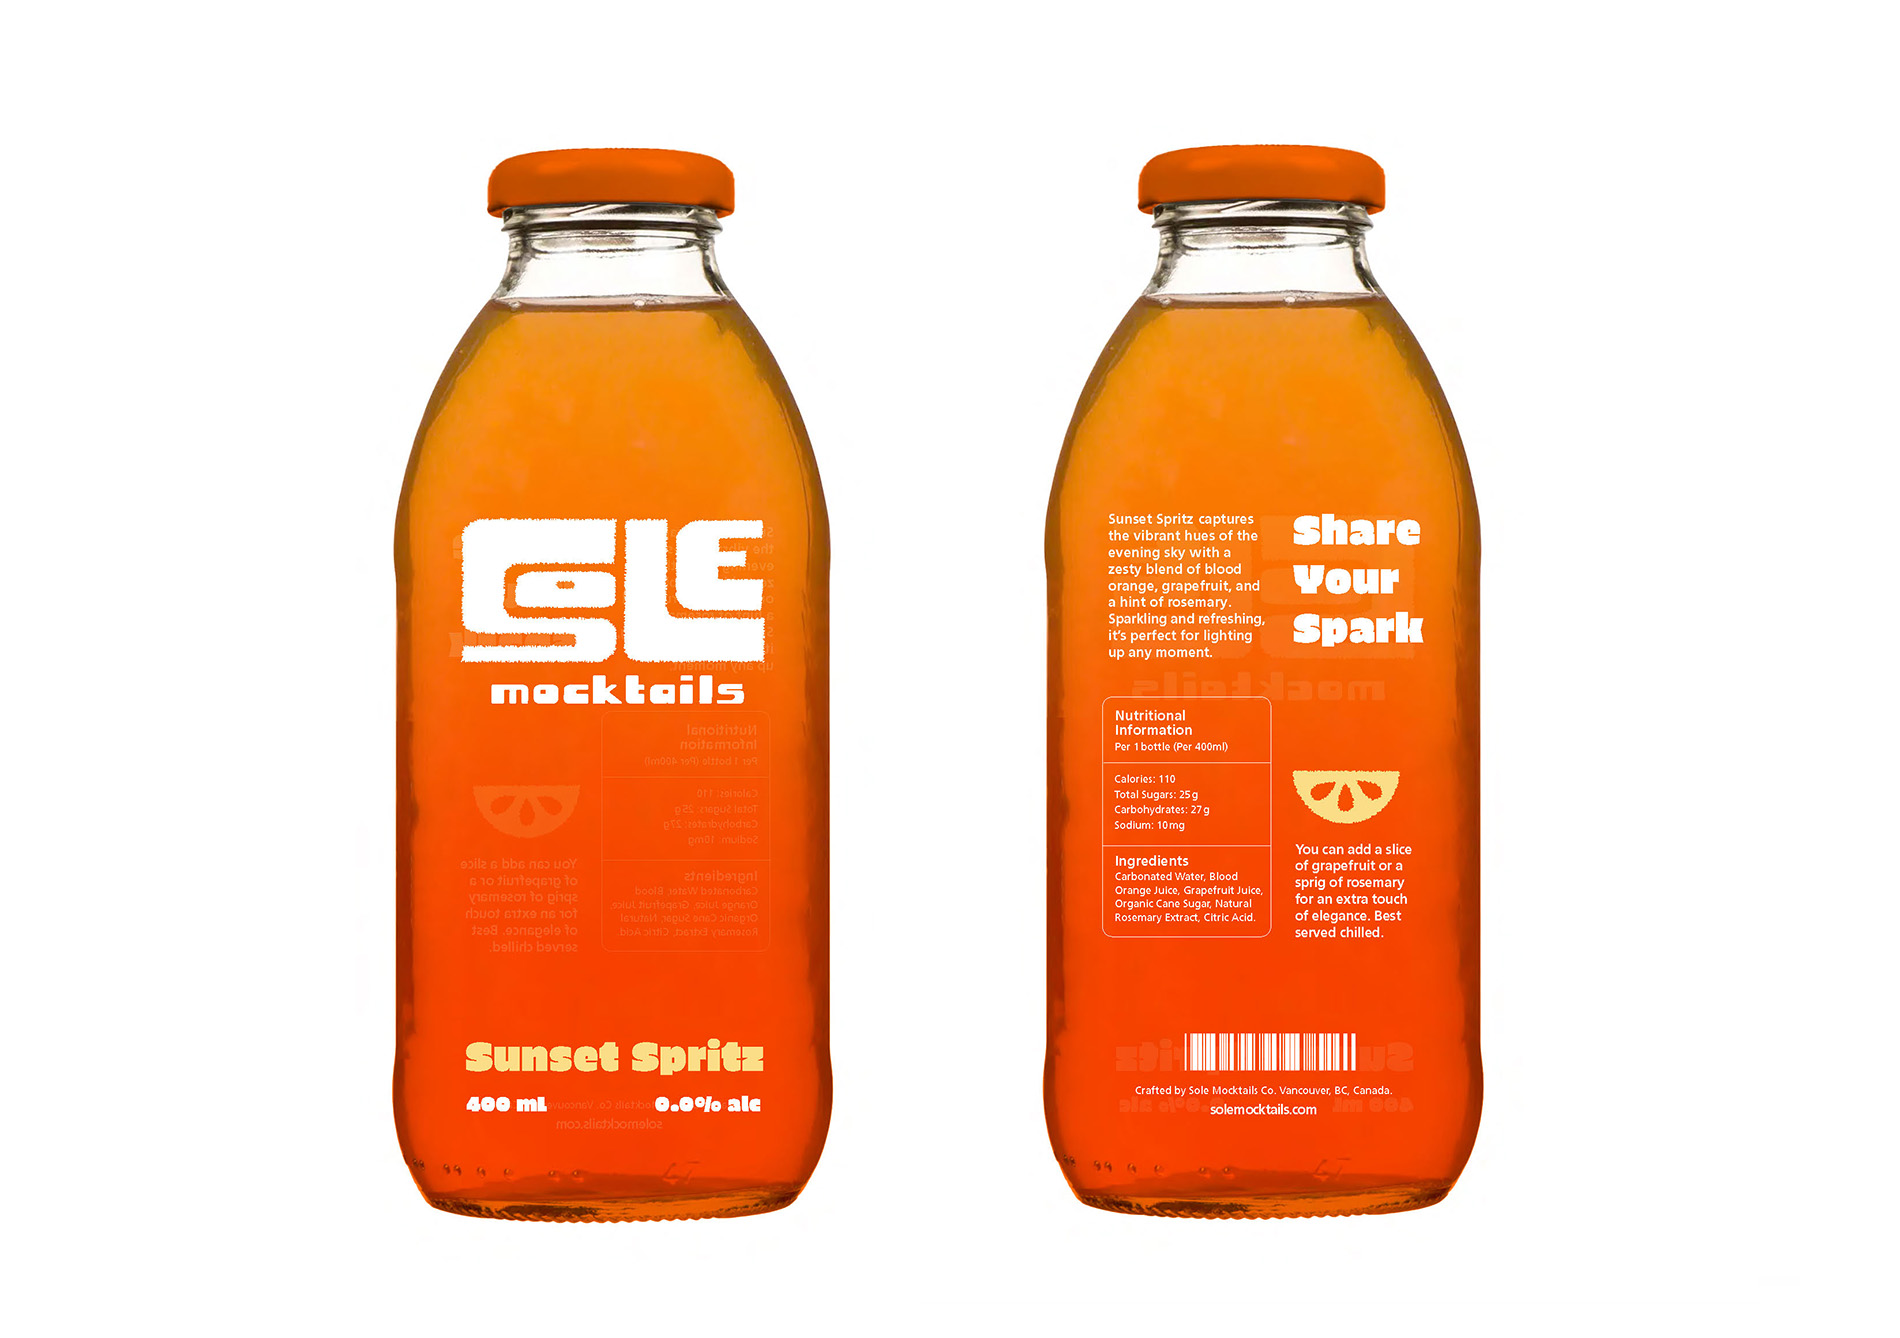 SOLE
mocktails
Sunset Spritz
400 mL 0.0% alc
Sunset Spritz captures
the vibrant hues of the
evening sky with a
zesty blend of blood
orange, grapefruit, and
a hint of rosemary.
Sparkling and refreshing,
it's perfect for lighting
up any moment.
Share
Your
Spark
Nutritional
Information
Per 1 bottle (Per 400ml)
Calories: 110
Total Sugars: 25g
Carbohydrates: 27g
Sodium: 10mg
Ingredients
Carbonated Water, Blood
Orange Juice, Grapefruit Juice,
Organic Cane Sugar, Natural
Rosemary Extract, Citric Acid.
You can add a slice
of grapefruit or a
sprig of rosemary
for an extra touch
of elegance. Best
served chilled.
Crafted by Sole Mocktails Co. Vancouver, BC, Canada.
solemocktails.com